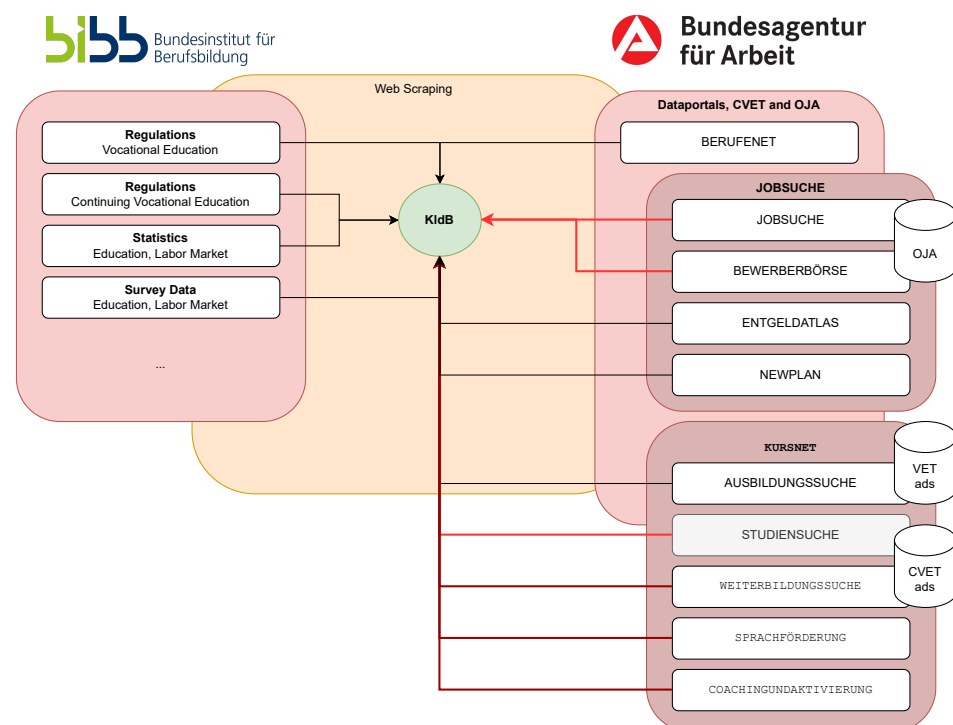 bibb Bundesinstitut für
Berufsbildung
Bundesagentur
für Arbeit
Web Scraping
Regulations
Vocational Education
Regulations
Continuing Vocational Education
Statistics
Education, Labor Market
Survey Data
Education, Labor Market
...
KldB
Dataportals, CVET and OJA
BERUFENET
JOBSUCHE
JOBSUCHE
OJA
BEWERBERBÖRSE
ENTGELDATLAS
NEWPLAN
KURSNET
AUSBILDUNGSSUCHE
VET
ads
STUDIENSUCHE
CVET
ads
WEITERBILDUNGSSUCHE
SPRACHFÖRDERUNG
COACHINGUNDAKTIVIERUNG